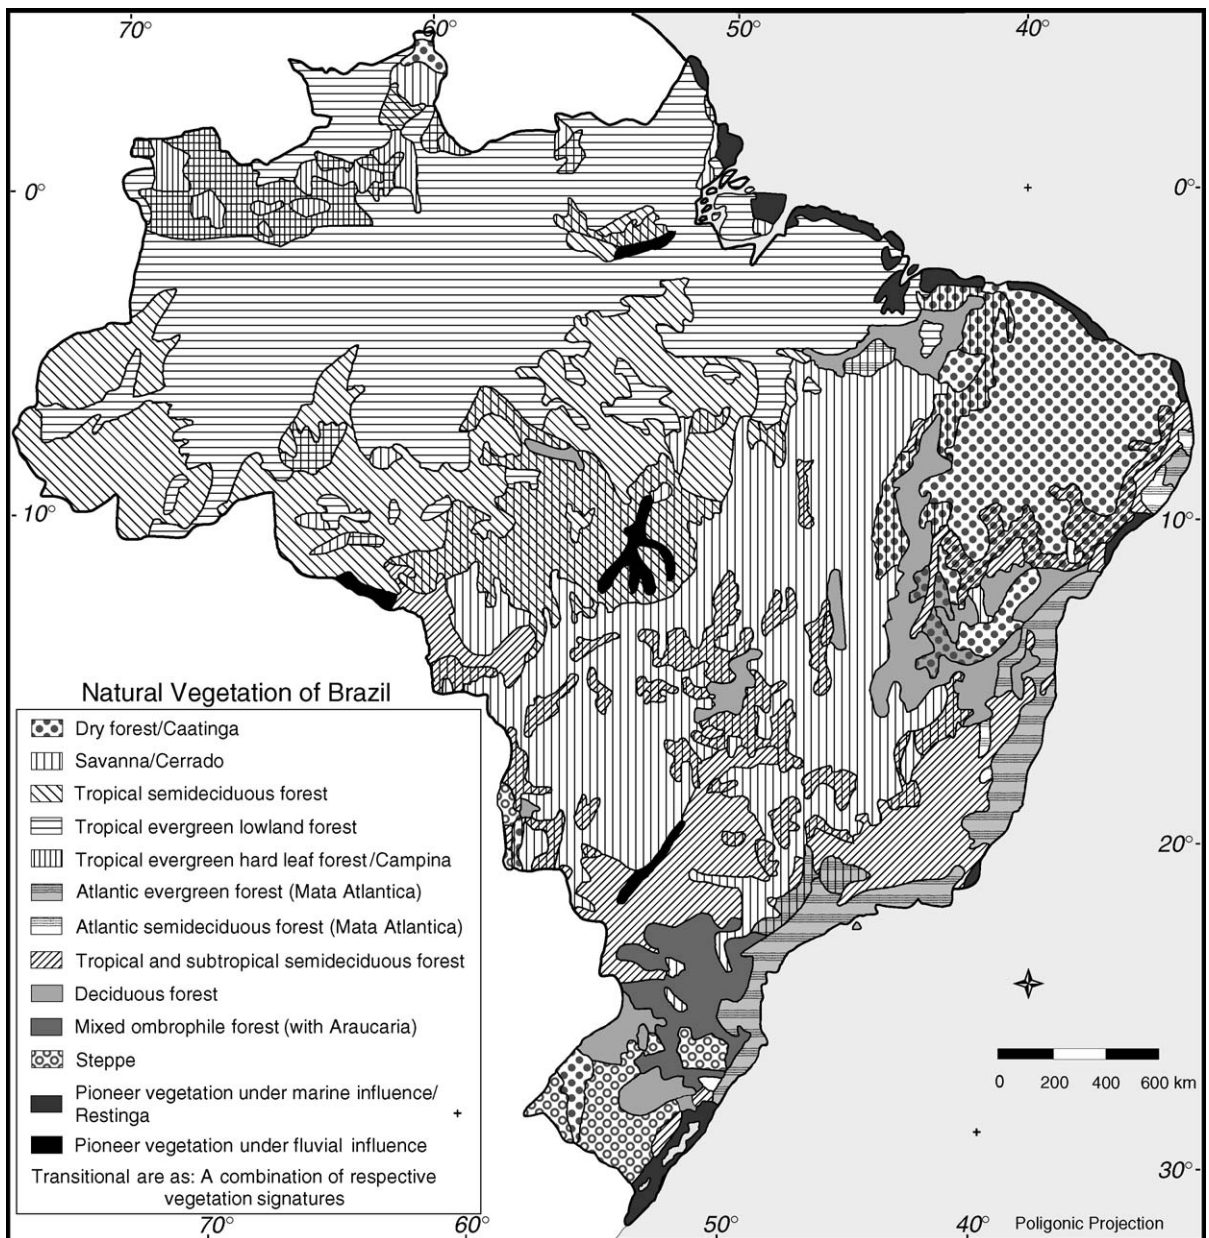 70°
60°
50°
40°
0°
0°
10°
10°
Natural Vegetation of Brazil
Dry forest/Caatinga
Savanna/Cerrado
Tropical semideciduous forest
Tropical evergreen lowland forest
Tropical evergreen hard leaf forest/Campina
Atlantic evergreen forest (Mata Atlantica)
Atlantic semideciduous forest (Mata Atlantica)
Tropical and subtropical semideciduous forest
Deciduous forest
Mixed ombrophile forest (with Araucaria)
Steppe
Pioneer vegetation under marine influence/
Restinga
Pioneer vegetation under fluvial influence
Transitional are as: A combination of respective
vegetation signatures
20°
0 200 400 600 km
30°
70°
60°
50°
40°
Poligonic Projection